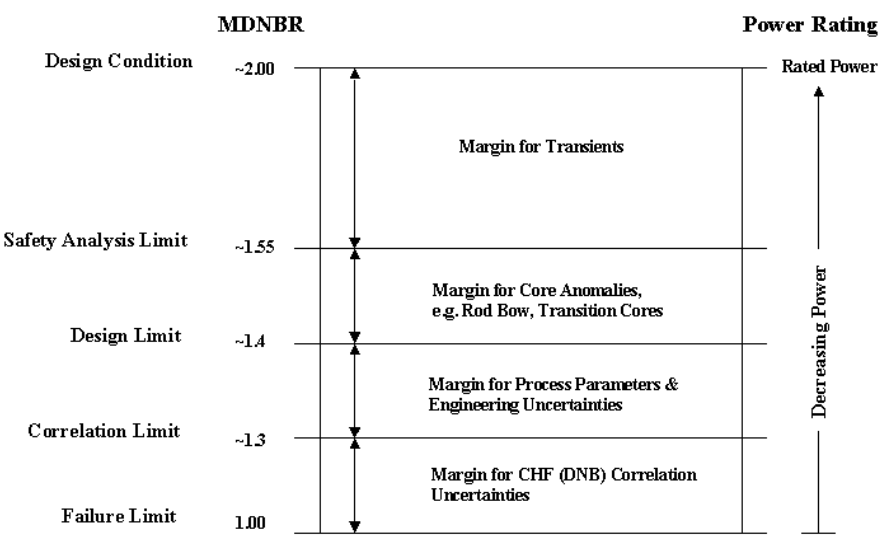 MDNBR
Power Rating
Design Condition
~2.00
Rated Power
Margin for Transients
Safety Analysis Limit
~1.55
Margin for Core Anomalies,
e.g. Rod Bow, Transition Cores
Design Limit
~1.4
Decreasing Power
Margin for Process Parameters &
Engineering Uncertainties
Correlation Limit
~1.3
Margin for CHF (DNB) Correlation
Uncertainties
Failure Limit
1.00